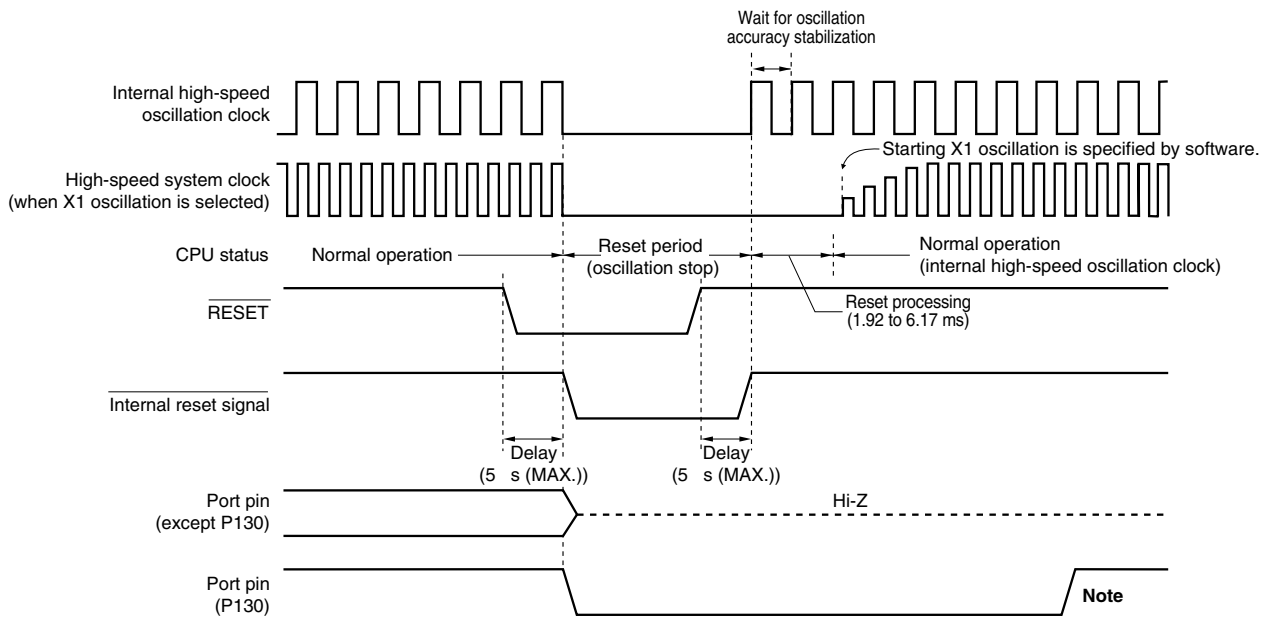 Wait for oscillation
accuracy stabilization
Internal high-speed
oscillation clock
Starting X1 oscillation is specified by software.
High-speed system clock
(when X1 oscillation is selected)
CPU status
Normal operation
Reset period
(oscillation stop)
Normal operation
(internal high-speed oscillation clock)
RESET
Reset processing
(1.92 to 6.17 ms)
Internal reset signal
Delay
(5 s (MAX.))
Delay
(5 s (MAX.))
Port pin
(except P130)
Hi-Z
Port pin
(P130)
Note